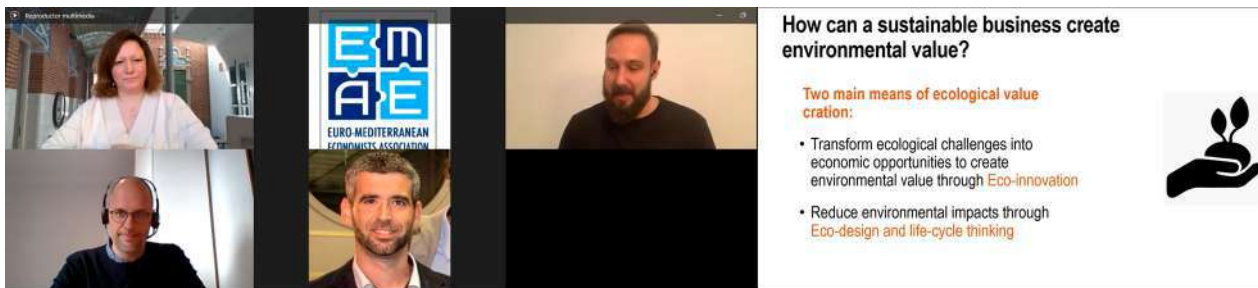 Reproductor multimedia
EMAE
EURO-MEDITERRANEAN
ECONOMISTS ASSOCIATION
How can a sustainable business create
environmental value?
Two main means of ecological value
cration:
• Transform ecological challenges into
economic opportunities to create
environmental value through Eco-innovation
• Reduce environmental impacts through
Eco-design and life-cycle thinking